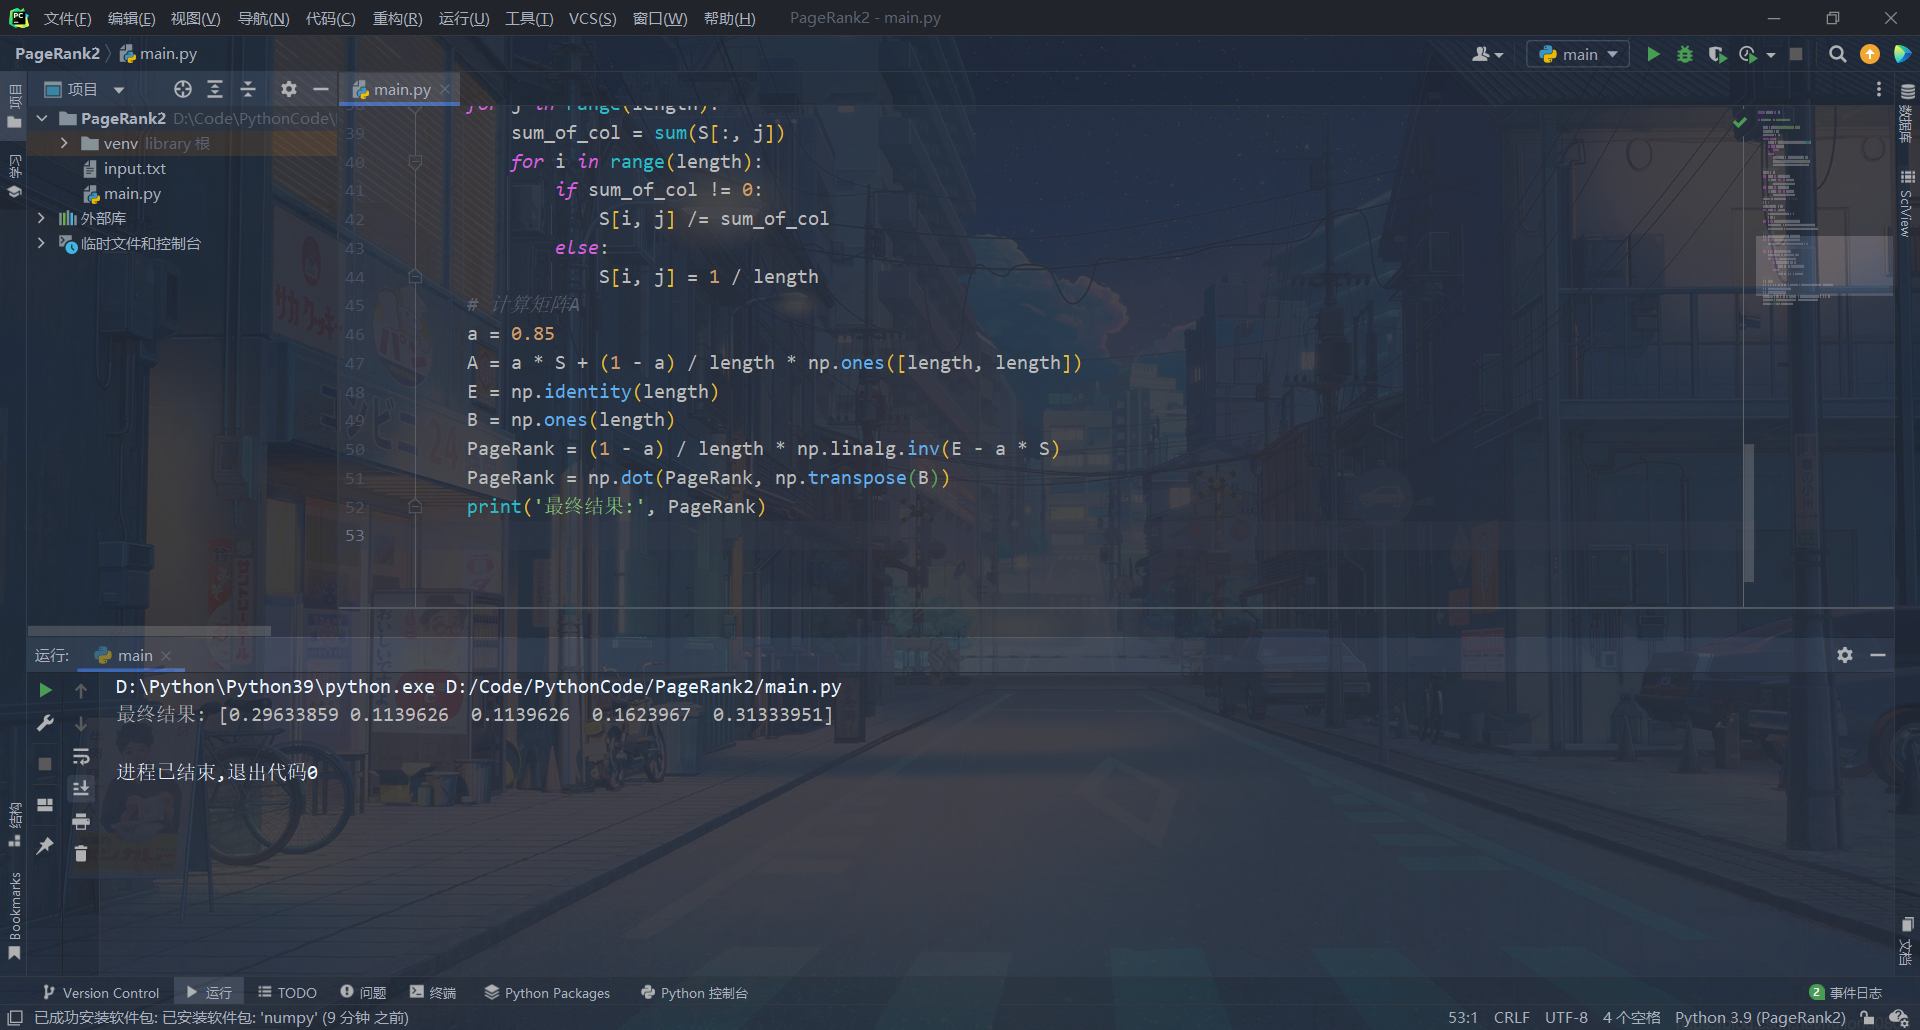 文件(F) 编辑(E) 视图(V) 导航(N) 代码(C) 重构(R) 运行(U) 工具(T) VCS(S) 窗口(W) 帮助(H) PageRank2 - main.py
PageRank2 main.py main
项目 main.py
PageRank2 D:\Code\PythonCode\
venv library 根
input.txt
main.py
外部库
临时文件和控制台
项目
学习
结构
Bookmarks
数据库
SciView
文档
for j in range(length):
39 sum_of_col = sum(S[:, j])
40 for i in range(length):
41 if sum_of_col != 0:
42 S[i, j] /= sum_of_col
43 else:
44 S[i, j] = 1 / length
45 # 计算矩阵A
46 a = 0.85
47 A = a * S + (1 - a) / length * np.ones([length, length])
48 E = np.identity(length)
49 B = np.ones(length)
50 PageRank = (1 - a) / length * np.linalg.inv(E - a * S)
51 PageRank = np.dot(PageRank, np.transpose(B))
52 print('最终结果:', PageRank)
53
运行: main
D:\Python\Python39\python.exe D:/Code/PythonCode/PageRank2/main.py
最终结果: [0.29633859 0.1139626  0.1139626  0.1623967  0.31333951]
进程已结束,退出代码0
Version Control 运行 TODO 问题 终端 Python Packages Python 控制台 2 事件日志
已成功安装软件包: 已安装软件包: 'numpy' (9 分钟 之前) 53:1 CRLF UTF-8 4 个空格 Python 3.9 (PageRank2)